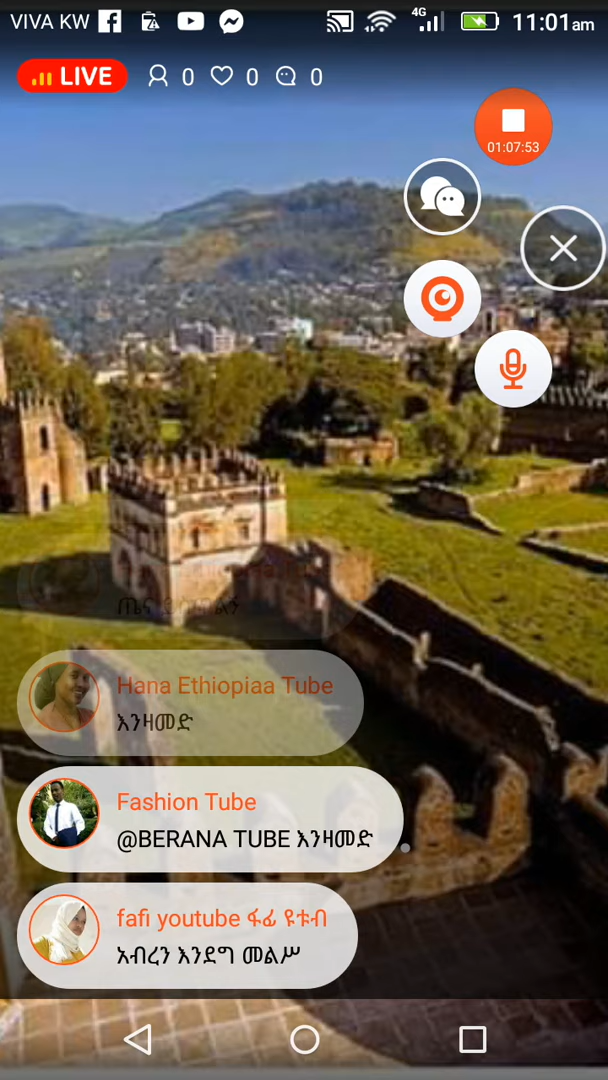 VIVA KW
4G
11:01am
LIVE
0
0
0
01:07:53
Hana Ethiopiaa Tube
እንዛመድ
Fashion Tube
@BERANA TUBE እንዛመድ
fafi youtube ፋፊ ዩቱብ
አብረን እንደግ መልሥ